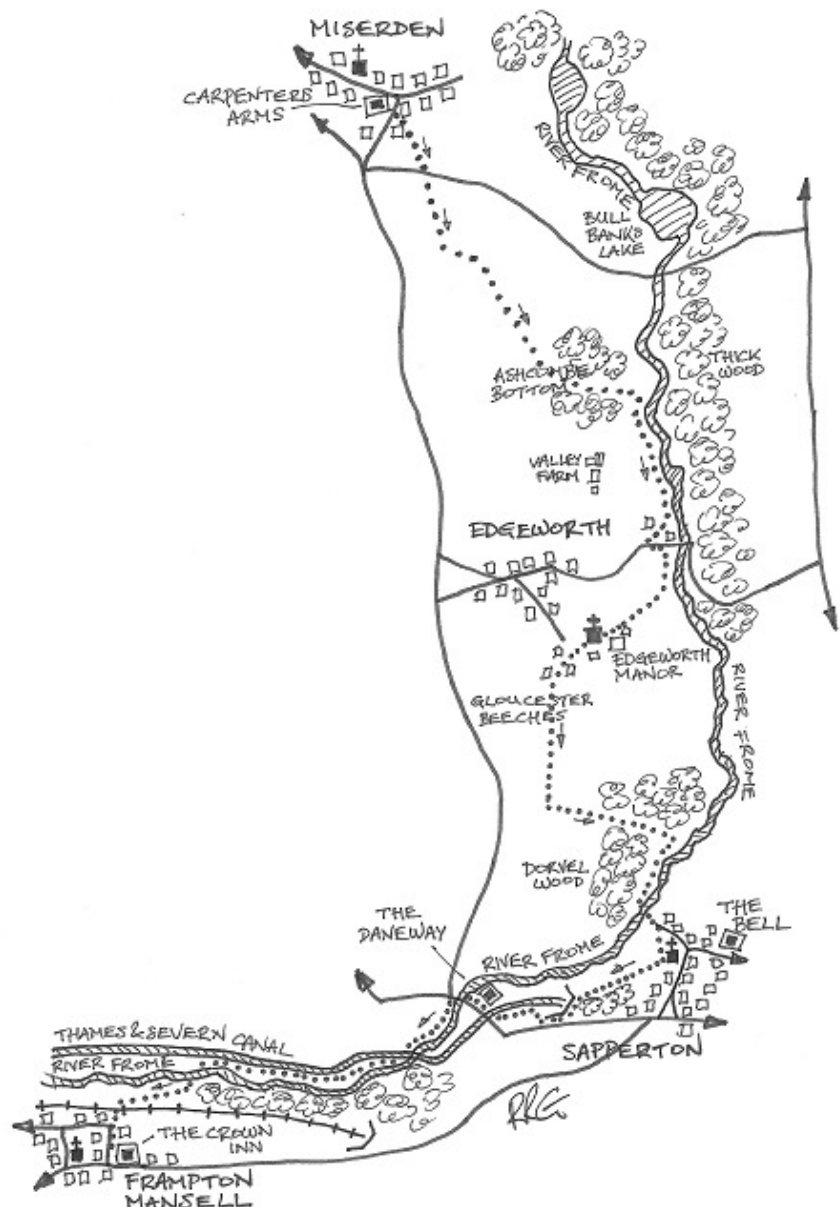 MISERDEN
CARPENTERS
ARMS
RIVER FROME
BULL
BANKS
LAKE
ASHCOMBE
BOTTOM
THICK
WOOD
VALLEY
FARM
EDGEWORTH
EDGEWORTH
MANOR
GLOUCESTER
BEECHES
RIVER FROME
DORVEL
WOOD
THE
BELL
THE
DANEWAY
RIVER FROME
THAMES & SEVERN CANAL
RIVER FROME
SAPPERTON
RRG
THE CROWN
INN
FRAMPTON
MANSELL